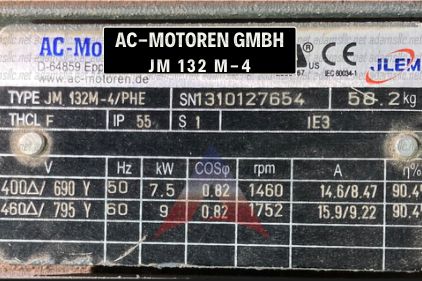 AC-Mo
AC-MOTOREN GMBH
JM 132 M-4
D-64859 Epp
www.ac-motoren.de
IEC 60034-1
JLEM
TYPE JM 132M-4/PHE SN1310127654 58.2kg
THCL F IP 55 S 1 IE3
V Hz kW COSφ rpm A η%
400Δ/ 690 Y 50 7.5 0.82 1460 14.6/8.47 90.4
460Δ/ 795 Y 60 9 0.82 1752 15.9/9.22 90.4